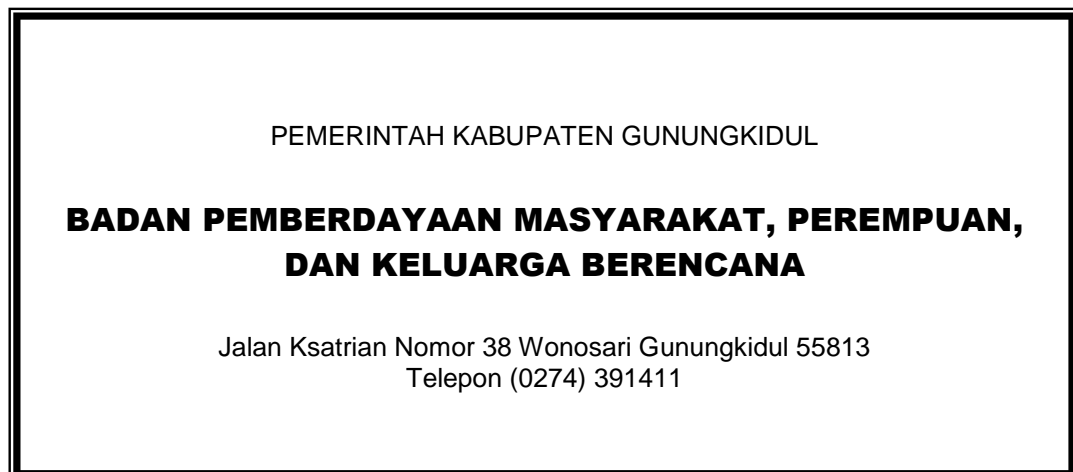 PEMERINTAH KABUPATEN GUNUNGKIDUL
BADAN PEMBERDAYAAN MASYARAKAT, PEREMPUAN,
DAN KELUARGA BERENCANA
Jalan Ksatrian Nomor 38 Wonosari Gunungkidul 55813
Telepon (0274) 391411